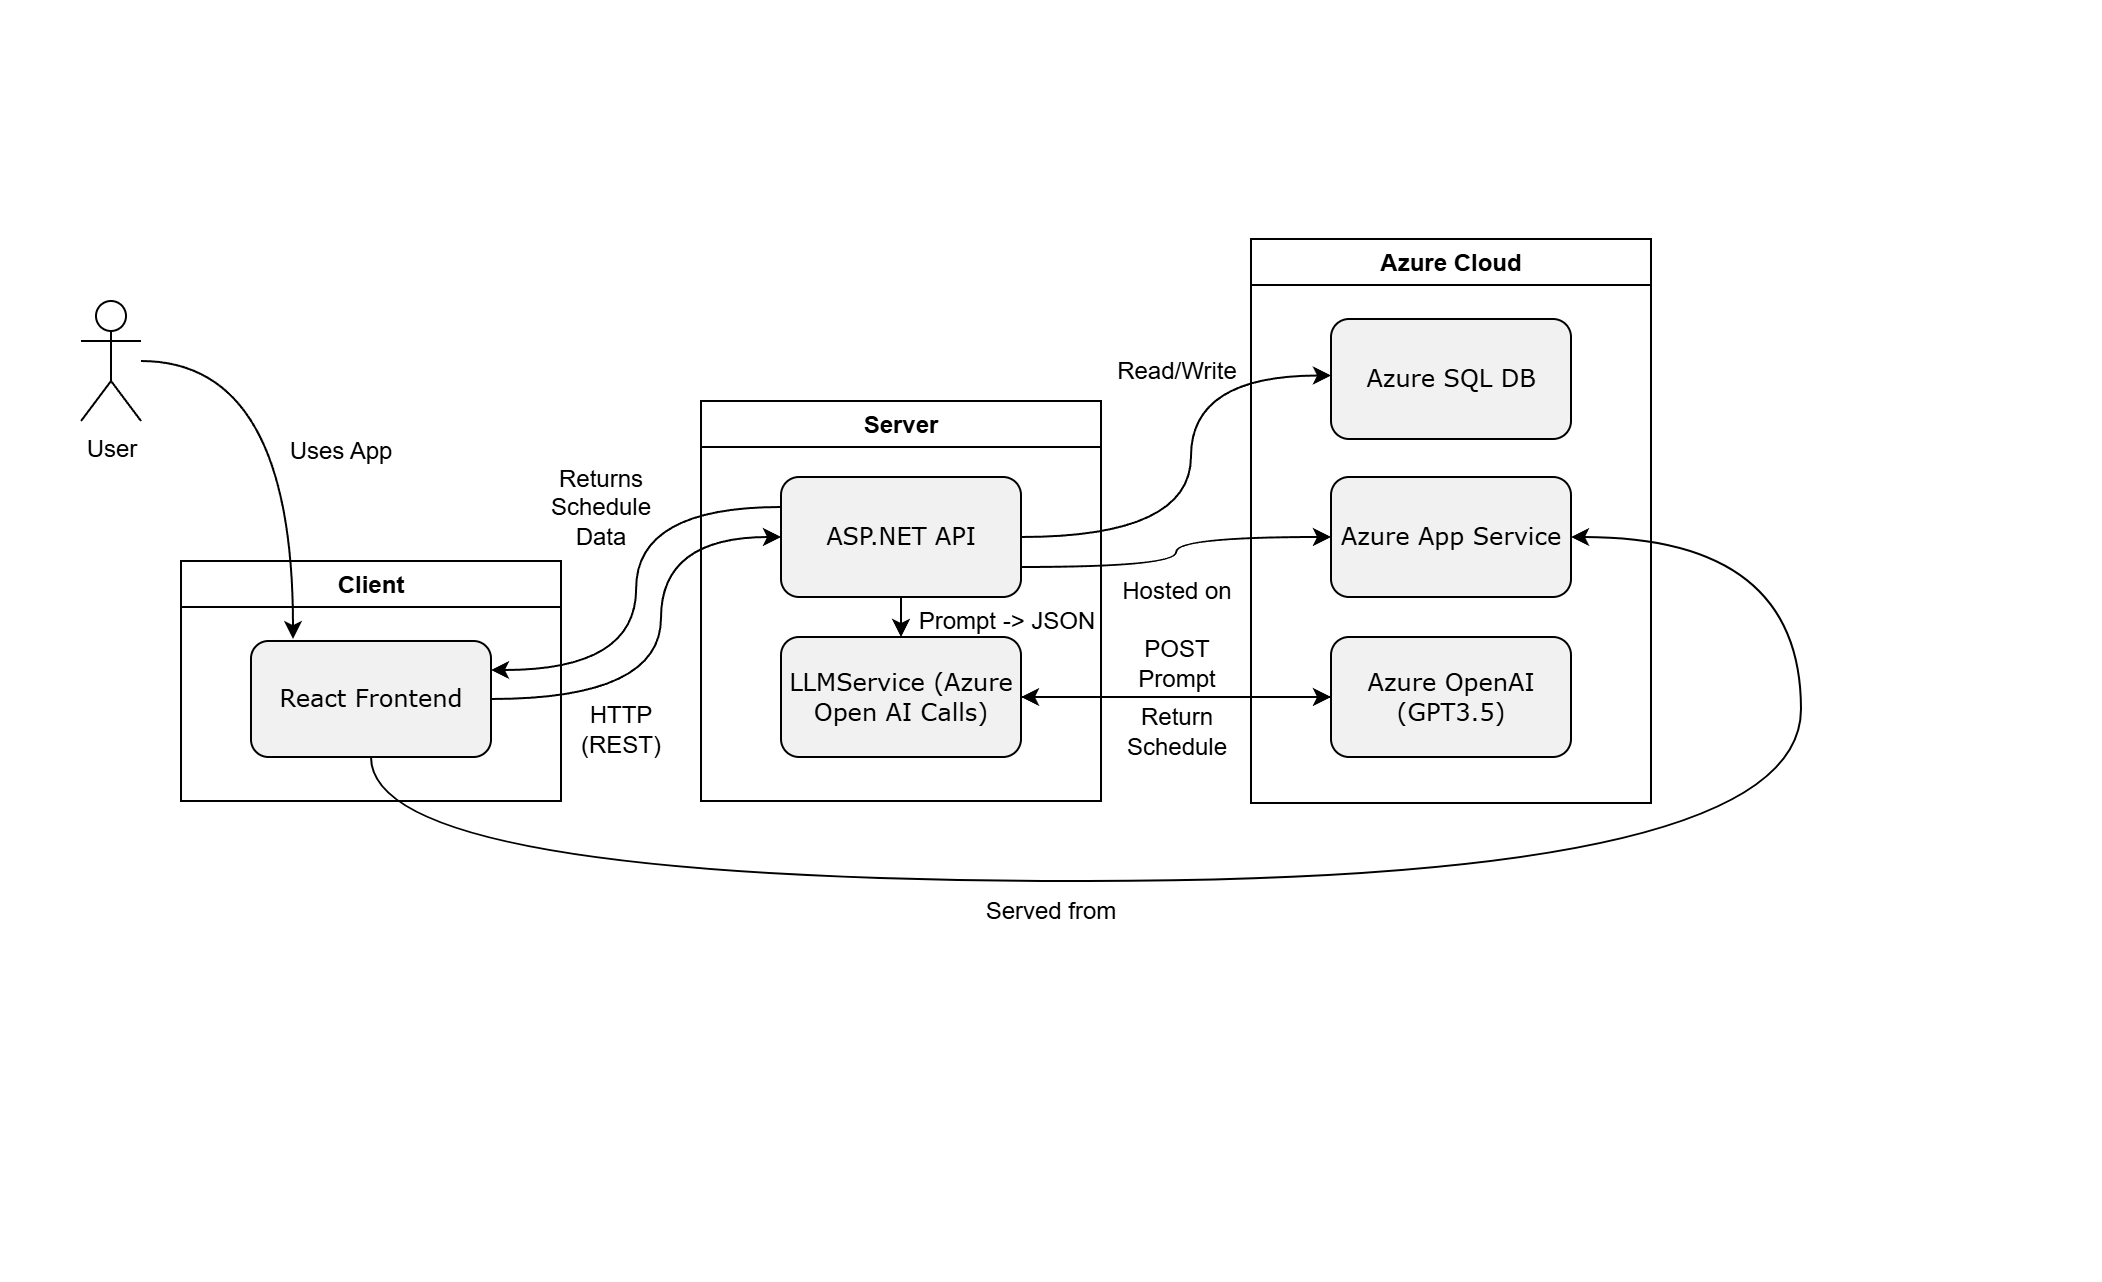 User
Uses App
Client
React Frontend
Returns
Schedule
Data
HTTP
(REST)
Server
ASP.NET API
Prompt -> JSON
LLMService (Azure
Open AI Calls)
Read/Write
Hosted on
POST
Prompt
Return
Schedule
Azure Cloud
Azure SQL DB
Azure App Service
Azure OpenAI
(GPT3.5)
Served from